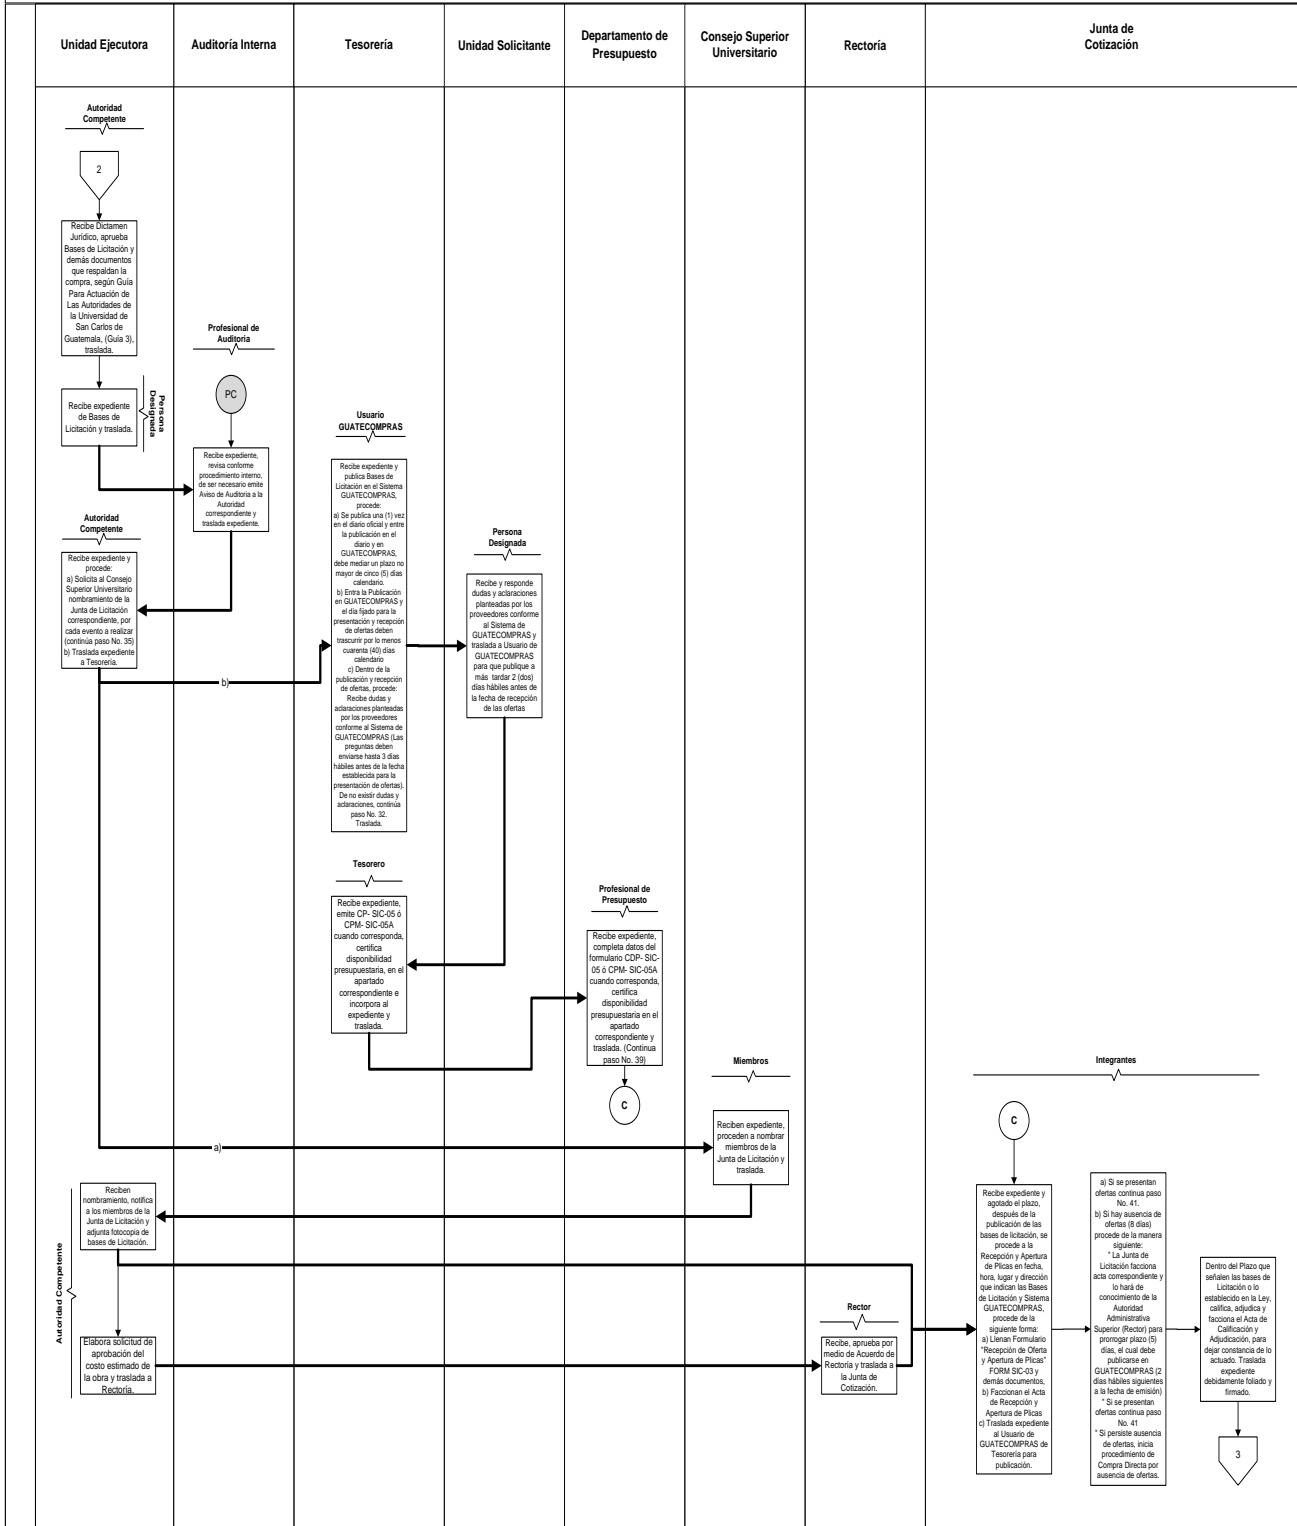 Unidad Ejecutora
Auditoría Interna
Tesorería
Unidad Solicitante
Departamento de
Presupuesto
Consejo Superior
Universitario
Rectoría
Junta de
Cotización
Autoridad
Competente
2
Recibe Dictamen
Jurídico, aprueba
Bases de Licitación y
demás documentos
que respaldan la
compra, según Guía
Para Actuación de
Las Autoridades de
la Universidad de
San Carlos de
Guatemala, (Guía 3),
traslada.
Recibe expediente
de Bases de
Licitación y traslada.
Persona
Designada
Profesional de
Auditoria
PC
Recibe expediente,
revisa conforme
procedimiento interno,
de ser necesario emite
Aviso de Auditoria a la
Autoridad
correspondiente y
traslada expediente.
Autoridad
Competente
Recibe expediente y
procede:
a) Solicita al Consejo
Superior Universitario
nombramiento de la
Junta de Licitación
correspondiente, por
cada evento a realizar
(continúa paso No. 35)
b) Traslada expediente
a Tesorería.
b)
Usuario
GUATECOMPRAS
Recibe expediente y
publica Bases de
Licitación en el Sistema
GUATECOMPRAS,
procede:
a) Se publica una (1) vez
en el diario oficial y entre
la publicación en el
diario y en
GUATECOMPRAS,
debe mediar un plazo no
mayor de cinco (5) días
calendario.
b) Entra la Publicación
en GUATECOMPRAS y
el día fijado para la
presentación y recepción
de ofertas deben
trascurrir por lo menos
cuarenta (40) días
calendario
c) Dentro de la
publicación y recepción
de ofertas, procede:
Recibe dudas y
aclaraciones planteadas
por los proveedores
conforme al Sistema de
GUATECOMPRAS (Las
preguntas deben
enviarse hasta 3 días
hábiles antes de la fecha
establecida para la
presentación de ofertas).
De no existir dudas y
aclaraciones, continúa
paso No. 32.
Traslada.
Persona
Designada
Recibe y responde
dudas y aclaraciones
planteadas por los
proveedores conforme
al Sistema de
GUATECOMPRAS y
traslada a Usuario de
GUATECOMPRAS
para que publique a
más tardar 2 (dos)
días hábiles antes de
la fecha de recepción
de las ofertas
Tesorero
Recibe expediente,
emite CP- SIC-05 ó
CPM- SIC-05A
cuando corresponda,
certifica
disponibilidad
presupuestaria, en el
apartado
correspondiente e
incorpora al
expediente y
traslada.
Profesional de
Presupuesto
Recibe expediente,
completa datos del
formulario CDP- SIC-
05 ó CPM- SIC-05A
cuando corresponda,
certifica
disponibilidad
presupuestaria en el
apartado
correspondiente y
traslada. (Continua
paso No. 39)
C
Miembros
Reciben expediente,
proceden a nombrar
miembros de la
Junta de Licitación y
traslada.
a)
Autoridad Competente
Reciben
nombramiento, notifica
a los miembros de la
Junta de Licitación y
adjunta fotocopia de
bases de Licitación.
Elabora solicitud de
aprobación del
costo estimado de
la obra y traslada a
Rectoría.
Rector
Recibe, aprueba por
medio de Acuerdo de
Rectoría y traslada a
la Junta de
Cotización.
Integrantes
C
Recibe expediente y
agotado el plazo,
después de la
publicación de las
bases de licitación, se
procede a la
Recepción y Apertura
de Plicas en fecha,
hora, lugar y dirección
que indican las Bases
de Licitación y Sistema
GUATECOMPRAS,
procede de la
siguiente forma:
a) Llenan Formulario
"Recepción de Oferta
y Apertura de Plicas"
FORM SIC-03 y
demás documentos,
b) Faccionan el Acta
de Recepción y
Apertura de Plicas
c) Traslada expediente
al Usuario de
GUATECOMPRAS de
Tesorería para
publicación.
a) Si se presentan
ofertas continua paso
No. 41.
b) Si hay ausencia de
ofertas (8 días)
procede de la manera
siguiente:
* La Junta de
Licitación facciona
acta correspondiente y
lo hará de
conocimiento de la
Autoridad
Administrativa
Superior (Rector) para
prorrogar plazo (5)
días, el cual debe
publicarse en
GUATECOMPRAS (2
días hábiles siguientes
a la fecha de emisión)
* Si se presentan
ofertas continua paso
No. 41
* Si persiste ausencia
de ofertas, inicia
procedimiento de
Compra Directa por
ausencia de ofertas.
Dentro del Plazo que
señalen las bases de
Licitación o lo
establecido en la Ley,
califica, adjudica y
facciona el Acta de
Calificación y
Adjudicación, para
dejar constancia de lo
actuado. Traslada
expediente
debidamente foliado y
firmado.
3